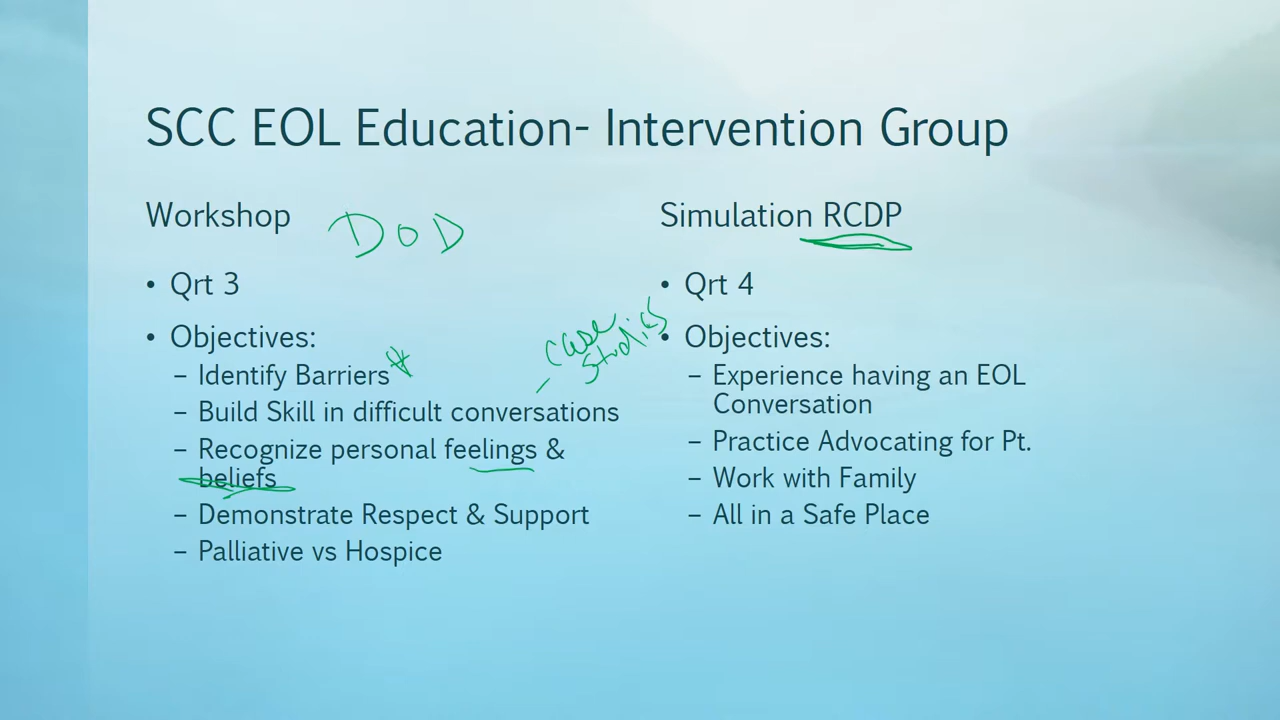 SCC EOL Education- Intervention Group
Workshop
DOD
• Qrt 3
• Objectives:
– Identify Barriers
– Build Skill in difficult conversations
- case
studies
– Recognize personal feelings &
beliefs
– Demonstrate Respect & Support
– Palliative vs Hospice
Simulation RCDP
• Qrt 4
• Objectives:
– Experience having an EOL
Conversation
– Practice Advocating for Pt.
– Work with Family
– All in a Safe Place